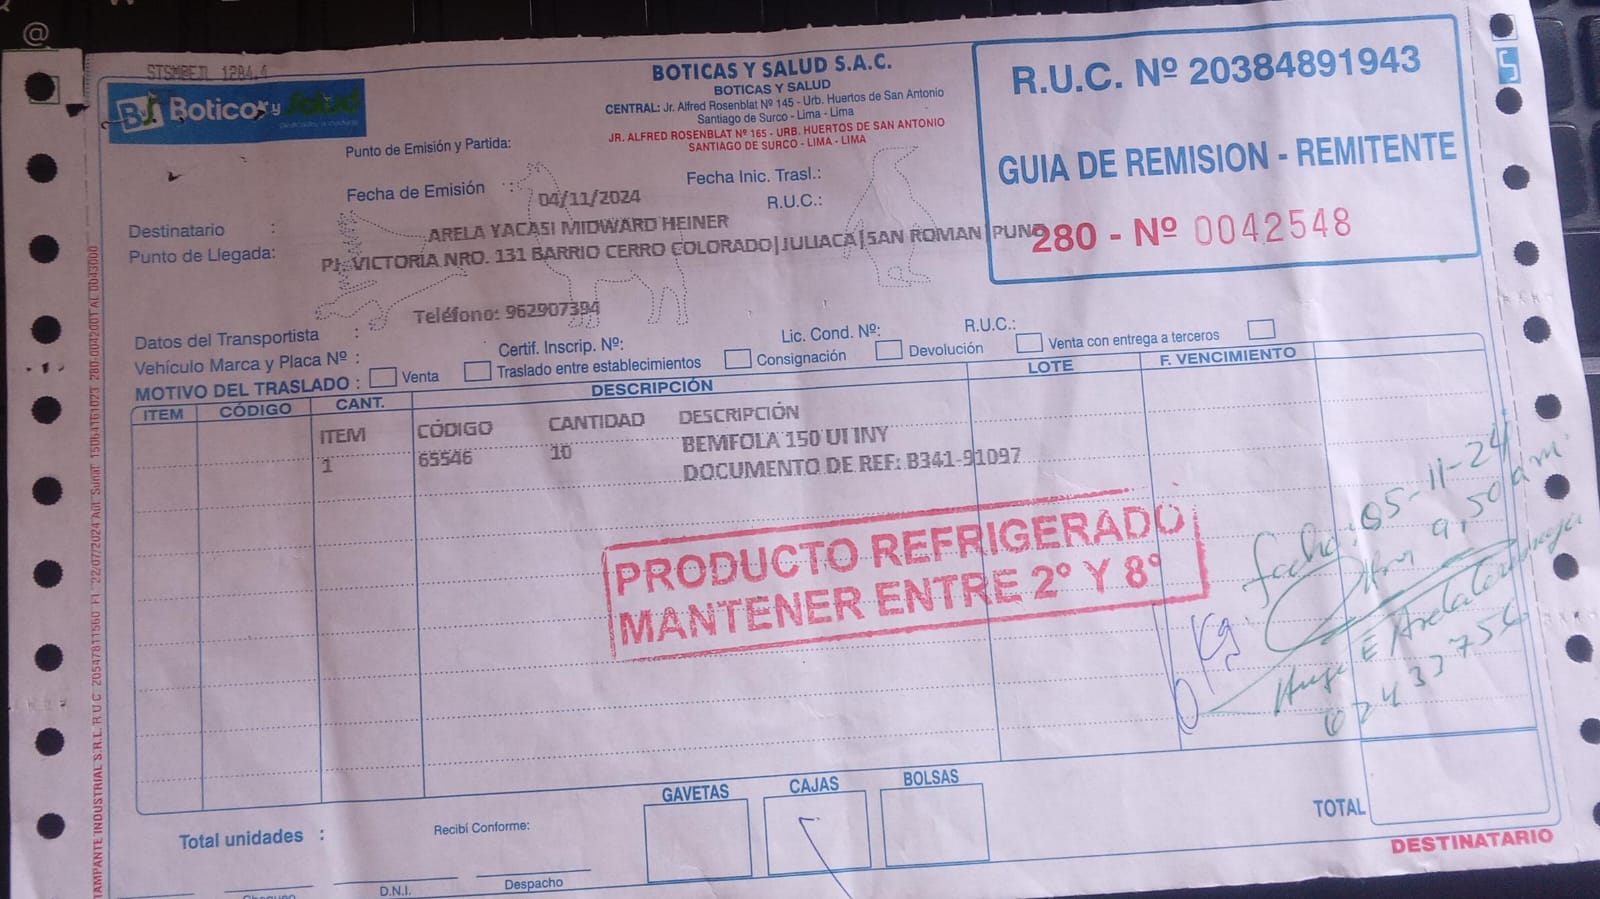 @
STSMBEJL 1284.4
BS Boticas y Salud
BOTICAS Y SALUD S.A.C.
BOTICAS Y SALUD
CENTRAL: Jr. Alfred Rosenblat Nº 145 - Urb. Huertos de San Antonio
Santiago de Surco - Lima - Lima
JR. ALFRED ROSENBLAT Nº 165 - URB. HUERTOS DE SAN ANTONIO
SANTIAGO DE SURCO - LIMA - LIMA
R.U.C. Nº 20384891943
GUIA DE REMISION - REMITENTE
280 - Nº 0042548
Punto de Emisión y Partida:
Fecha de Emisión : 04/11/2024 Fecha Inic. Trasl.:
Destinatario : ARELA YACASI MIDWARD HEINER R.U.C.:
Punto de Llegada: PJ. VICTORIA NRO. 131 BARRIO CERRO COLORADO|JULIACA|SAN ROMAN |PUNO
Teléfono: 962907394
Datos del Transportista :
Vehículo Marca y Placa Nº : Certif. Inscrip. Nº: Lic. Cond. Nº: R.U.C.:
MOTIVO DEL TRASLADO : Venta Traslado entre establecimientos Consignación Devolución Venta con entrega a terceros
ITEM CÓDIGO CANT. DESCRIPCIÓN LOTE F. VENCIMIENTO
ITEM CÓDIGO CANTIDAD DESCRIPCIÓN
1 65546 10 BEMFOLA 150 UI INY
DOCUMENTO DE REF: B341-91097
PRODUCTO REFRIGERADO
MANTENER ENTRE 2° Y 8°
fecha: 05-11-24
9,50 am
Kg
Hugo E
02433756
GAVETAS CAJAS BOLSAS
Total unidades : Recibí Conforme:
TOTAL
D.N.I. Despacho
DESTINATARIO